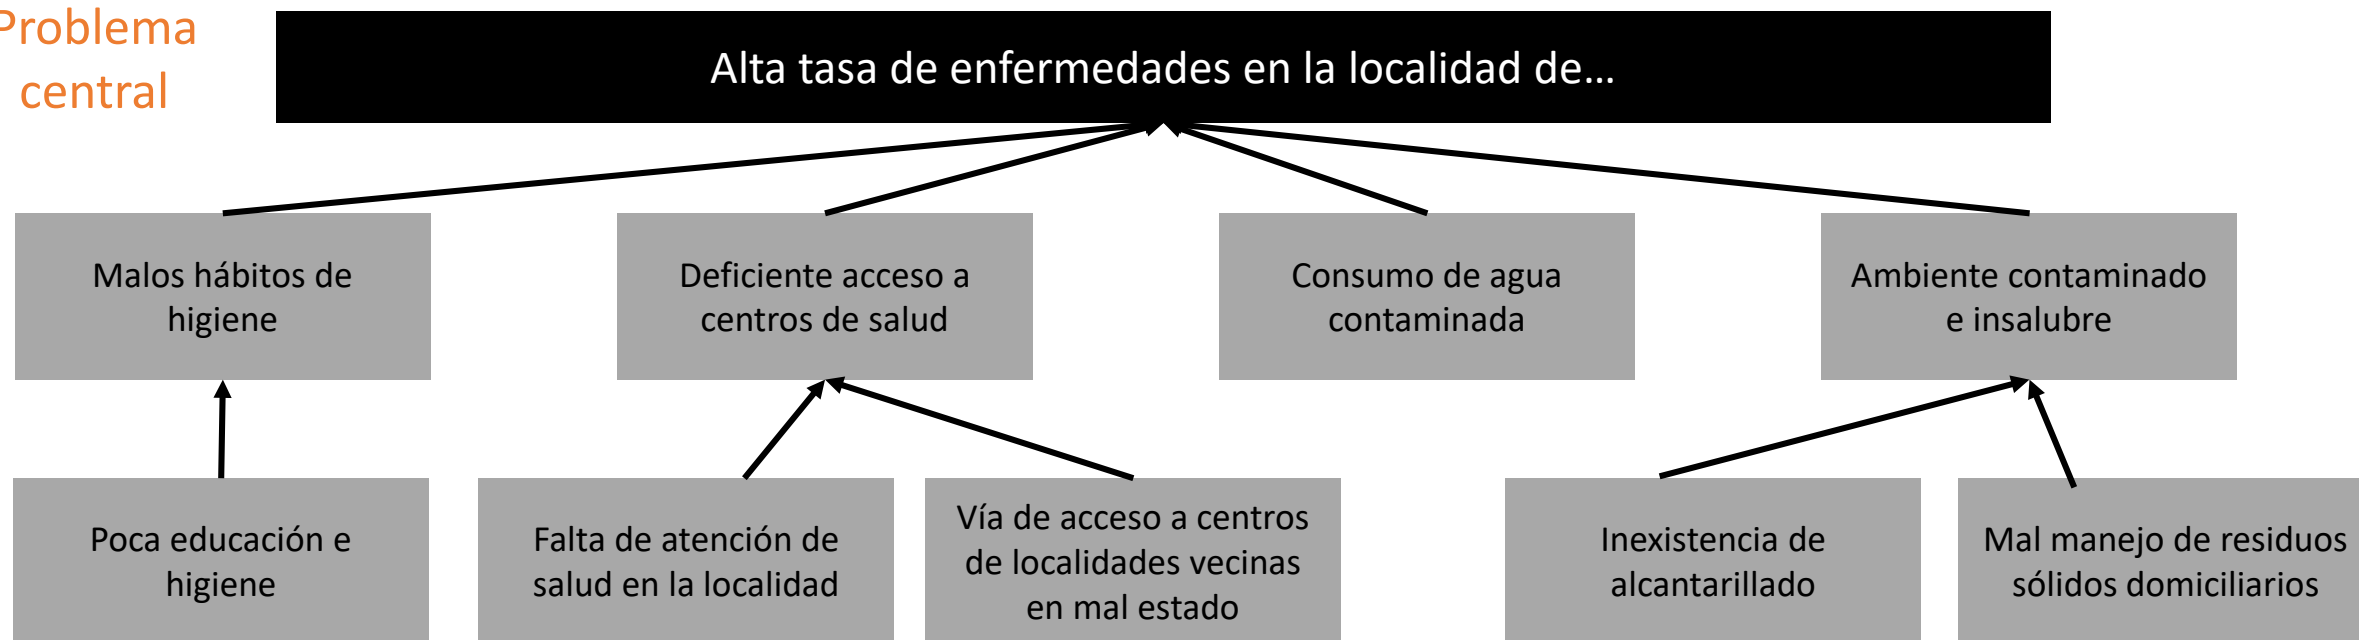 Problema
central
Alta tasa de enfermedades en la localidad de...
Malos hábitos de
higiene
Deficiente acceso a
centros de salud
Consumo de agua
contaminada
Ambiente contaminado
e insalubre
Poca educación e
higiene
Falta de atención de
salud en la localidad
Vía de acceso a centros
de localidades vecinas
en mal estado
Inexistencia de
alcantarillado
Mal manejo de residuos
sólidos domiciliarios